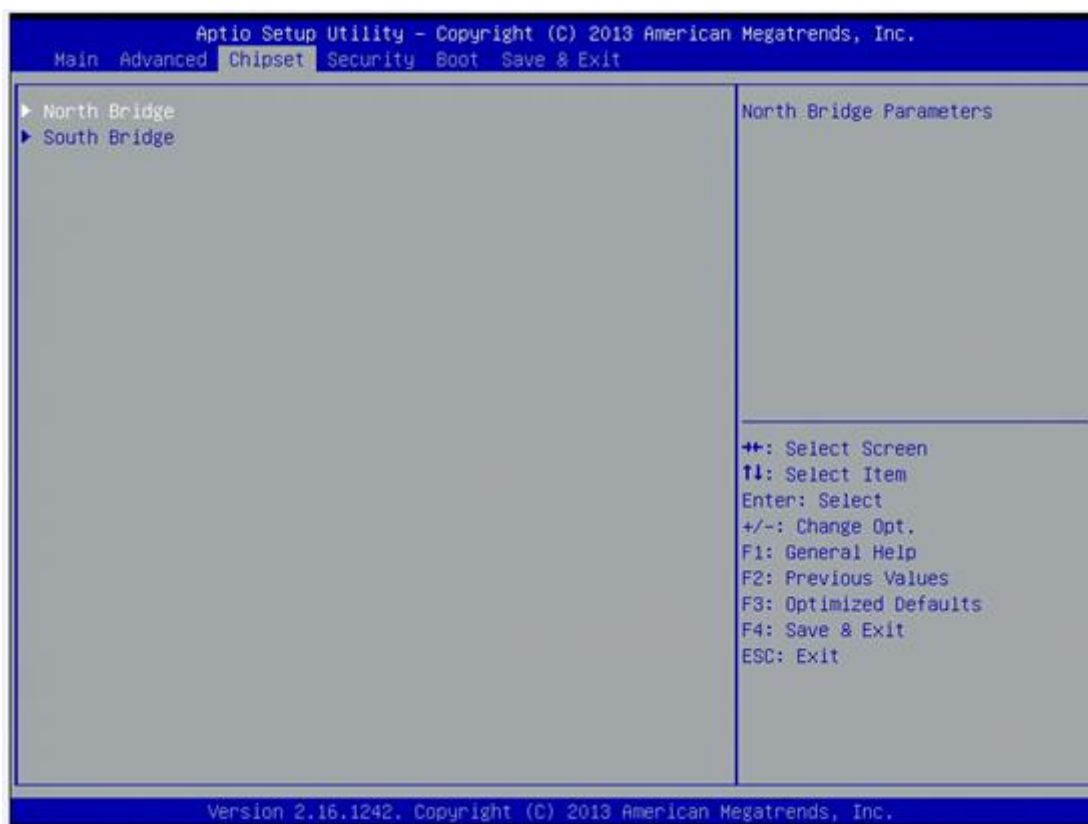 Aptio Setup Utility - Copyright (C) 2013 American Megatrends, Inc.
Main Advanced Chipset Security Boot Save & Exit
▶ North Bridge
▶ South Bridge
North Bridge Parameters
→←: Select Screen
↑↓: Select Item
Enter: Select
+/-: Change Opt.
F1: General Help
F2: Previous Values
F3: Optimized Defaults
F4: Save & Exit
ESC: Exit
Version 2.16.1242. Copyright (C) 2013 American Megatrends, Inc.